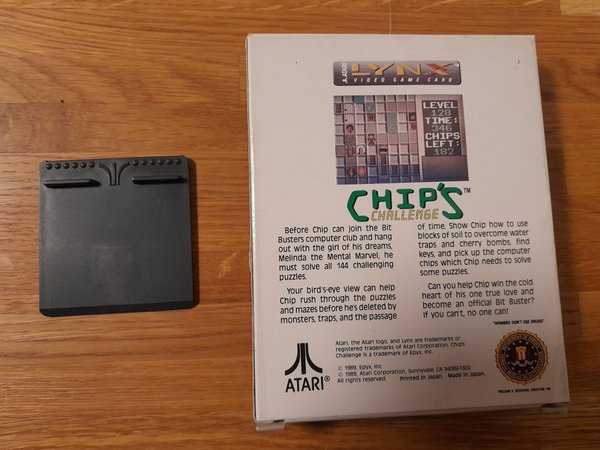 ATARI LYNX
VIDEO GAME CARD
LEVEL
128
TIME:
346
CHIPS
LEFT:
182
CHIP'S™
CHALLENGE
Before Chip can join the Bit
Busters computer club and hang
out with the girl of his dreams,
Melinda the Mental Marvel, he
must solve all 144 challenging
puzzles.
Your bird's-eye view can help
Chip rush through the puzzles
and mazes before he's deleted by
monsters, traps, and the passage
of time. Show Chip how to use
blocks of soil to overcome water
traps and cherry bombs, find
keys, and pick up the computer
chips which Chip needs to solve
some puzzles.
Can you help Chip win the cold
heart of his one true love and
become an official Bit Buster?
If you can't, no one can!
Atari, the Atari logo, and Lynx are trademarks or
registered trademarks of Atari Corporation. Chip's
Challenge is a trademark of Epyx, Inc.
© 1989, Epyx, Inc.
© 1989, Atari Corporation, Sunnyvale, CA 94089-1302
All rights reserved. Printed in Japan. Made in Japan.
ATARI®
"WINNERS DON'T USE DRUGS"
WILLIAM S. SESSIONS, DIRECTOR, FBI